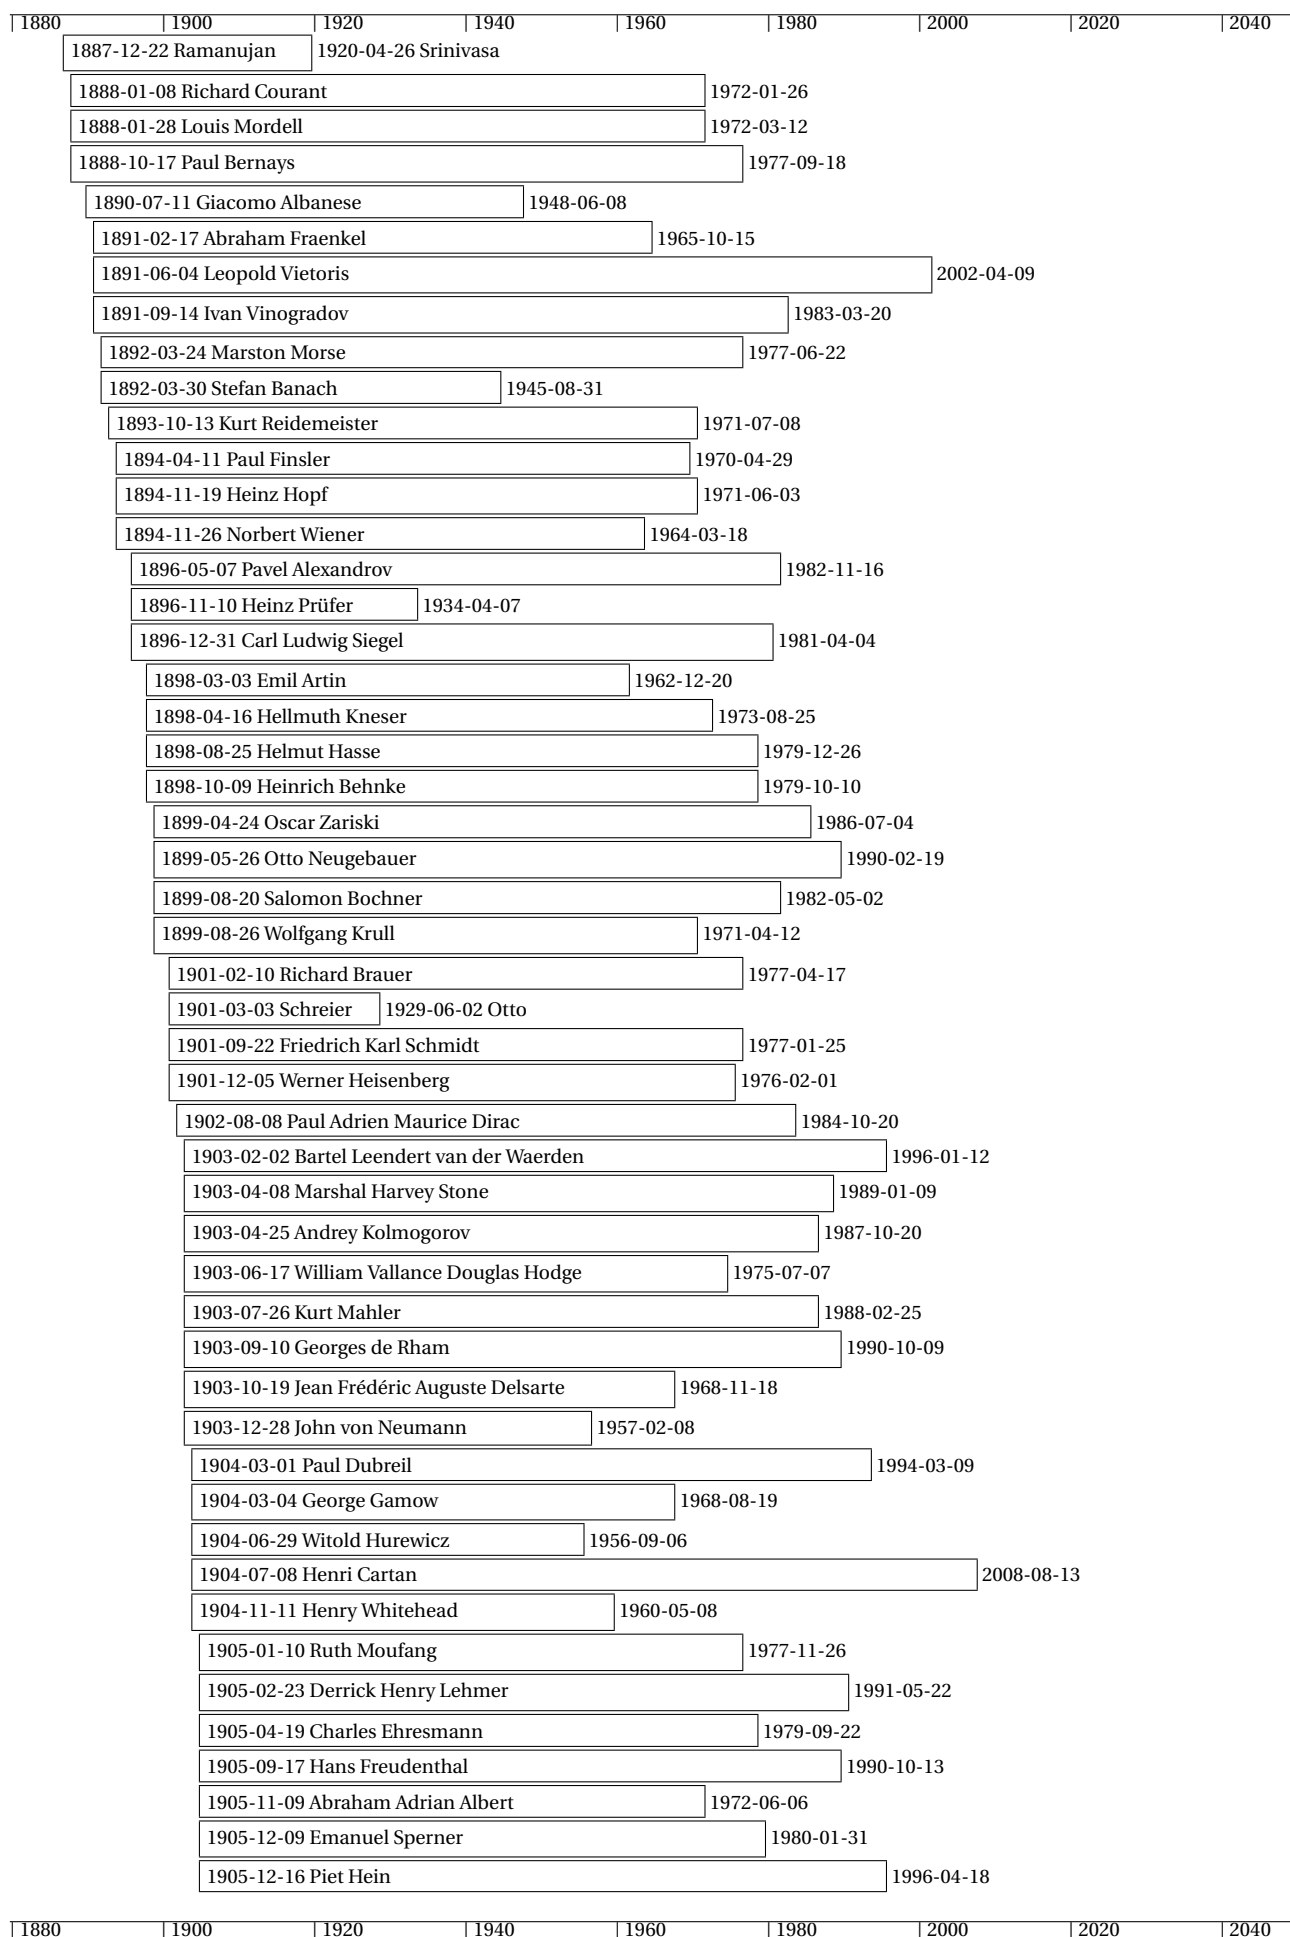 1880 1900 1920 1940 1960 1980 2000 2020 2040
1887-12-22 Ramanujan 1920-04-26 Srinivasa
1888-01-08 Richard Courant 1972-01-26
1888-01-28 Louis Mordell 1972-03-12
1888-10-17 Paul Bernays 1977-09-18
1890-07-11 Giacomo Albanese 1948-06-08
1891-02-17 Abraham Fraenkel 1965-10-15
1891-06-04 Leopold Vietoris 2002-04-09
1891-09-14 Ivan Vinogradov 1983-03-20
1892-03-24 Marston Morse 1977-06-22
1892-03-30 Stefan Banach 1945-08-31
1893-10-13 Kurt Reidemeister 1971-07-08
1894-04-11 Paul Finsler 1970-04-29
1894-11-19 Heinz Hopf 1971-06-03
1894-11-26 Norbert Wiener 1964-03-18
1896-05-07 Pavel Alexandrov 1982-11-16
1896-11-10 Heinz Prüfer 1934-04-07
1896-12-31 Carl Ludwig Siegel 1981-04-04
1898-03-03 Emil Artin 1962-12-20
1898-04-16 Hellmuth Kneser 1973-08-25
1898-08-25 Helmut Hasse 1979-12-26
1898-10-09 Heinrich Behnke 1979-10-10
1899-04-24 Oscar Zariski 1986-07-04
1899-05-26 Otto Neugebauer 1990-02-19
1899-08-20 Salomon Bochner 1982-05-02
1899-08-26 Wolfgang Krull 1971-04-12
1901-02-10 Richard Brauer 1977-04-17
1901-03-03 Schreier 1929-06-02 Otto
1901-09-22 Friedrich Karl Schmidt 1977-01-25
1901-12-05 Werner Heisenberg 1976-02-01
1902-08-08 Paul Adrien Maurice Dirac 1984-10-20
1903-02-02 Bartel Leendert van der Waerden 1996-01-12
1903-04-08 Marshal Harvey Stone 1989-01-09
1903-04-25 Andrey Kolmogorov 1987-10-20
1903-06-17 William Vallance Douglas Hodge 1975-07-07
1903-07-26 Kurt Mahler 1988-02-25
1903-09-10 Georges de Rham 1990-10-09
1903-10-19 Jean Frédéric Auguste Delsarte 1968-11-18
1903-12-28 John von Neumann 1957-02-08
1904-03-01 Paul Dubreil 1994-03-09
1904-03-04 George Gamow 1968-08-19
1904-06-29 Witold Hurewicz 1956-09-06
1904-07-08 Henri Cartan 2008-08-13
1904-11-11 Henry Whitehead 1960-05-08
1905-01-10 Ruth Moufang 1977-11-26
1905-02-23 Derrick Henry Lehmer 1991-05-22
1905-04-19 Charles Ehresmann 1979-09-22
1905-09-17 Hans Freudenthal 1990-10-13
1905-11-09 Abraham Adrian Albert 1972-06-06
1905-12-09 Emanuel Sperner 1980-01-31
1905-12-16 Piet Hein 1996-04-18
1880 1900 1920 1940 1960 1980 2000 2020 2040